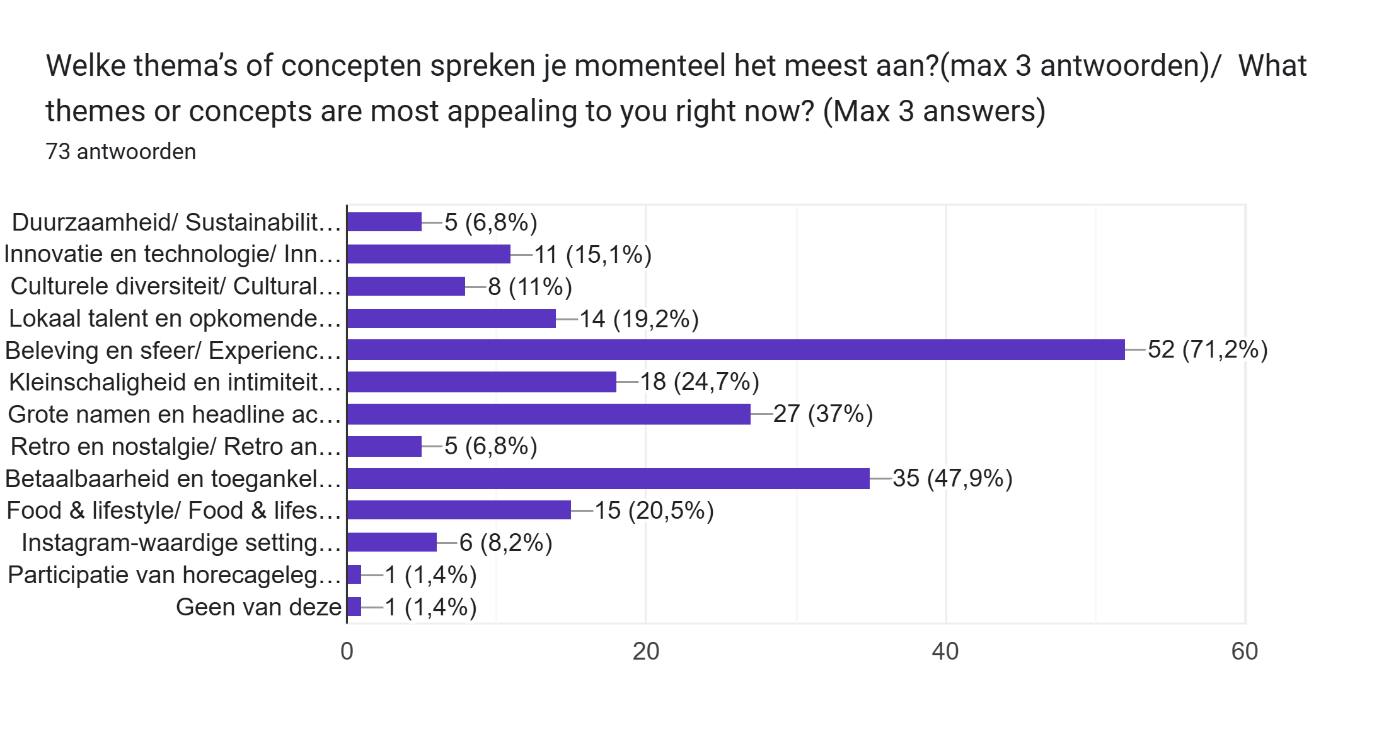 Welke thema’s of concepten spreken je momenteel het meest aan?(max 3 antwoorden)/  What
themes or concepts are most appealing to you right now? (Max 3 answers)
73 antwoorden
Duurzaamheid/ Sustainabilit… 5 (6,8%)
Innovatie en technologie/ Inn… 11 (15,1%)
Culturele diversiteit/ Cultural… 8 (11%)
Lokaal talent en opkomende… 14 (19,2%)
Beleving en sfeer/ Experienc… 52 (71,2%)
Kleinschaligheid en intimiteit… 18 (24,7%)
Grote namen en headline ac… 27 (37%)
Retro en nostalgie/ Retro an… 5 (6,8%)
Betaalbaarheid en toegankel… 35 (47,9%)
Food & lifestyle/ Food & lifes… 15 (20,5%)
Instagram-waardige setting… 6 (8,2%)
Participatie van horecageleg… 1 (1,4%)
Geen van deze 1 (1,4%)
0 20 40 60